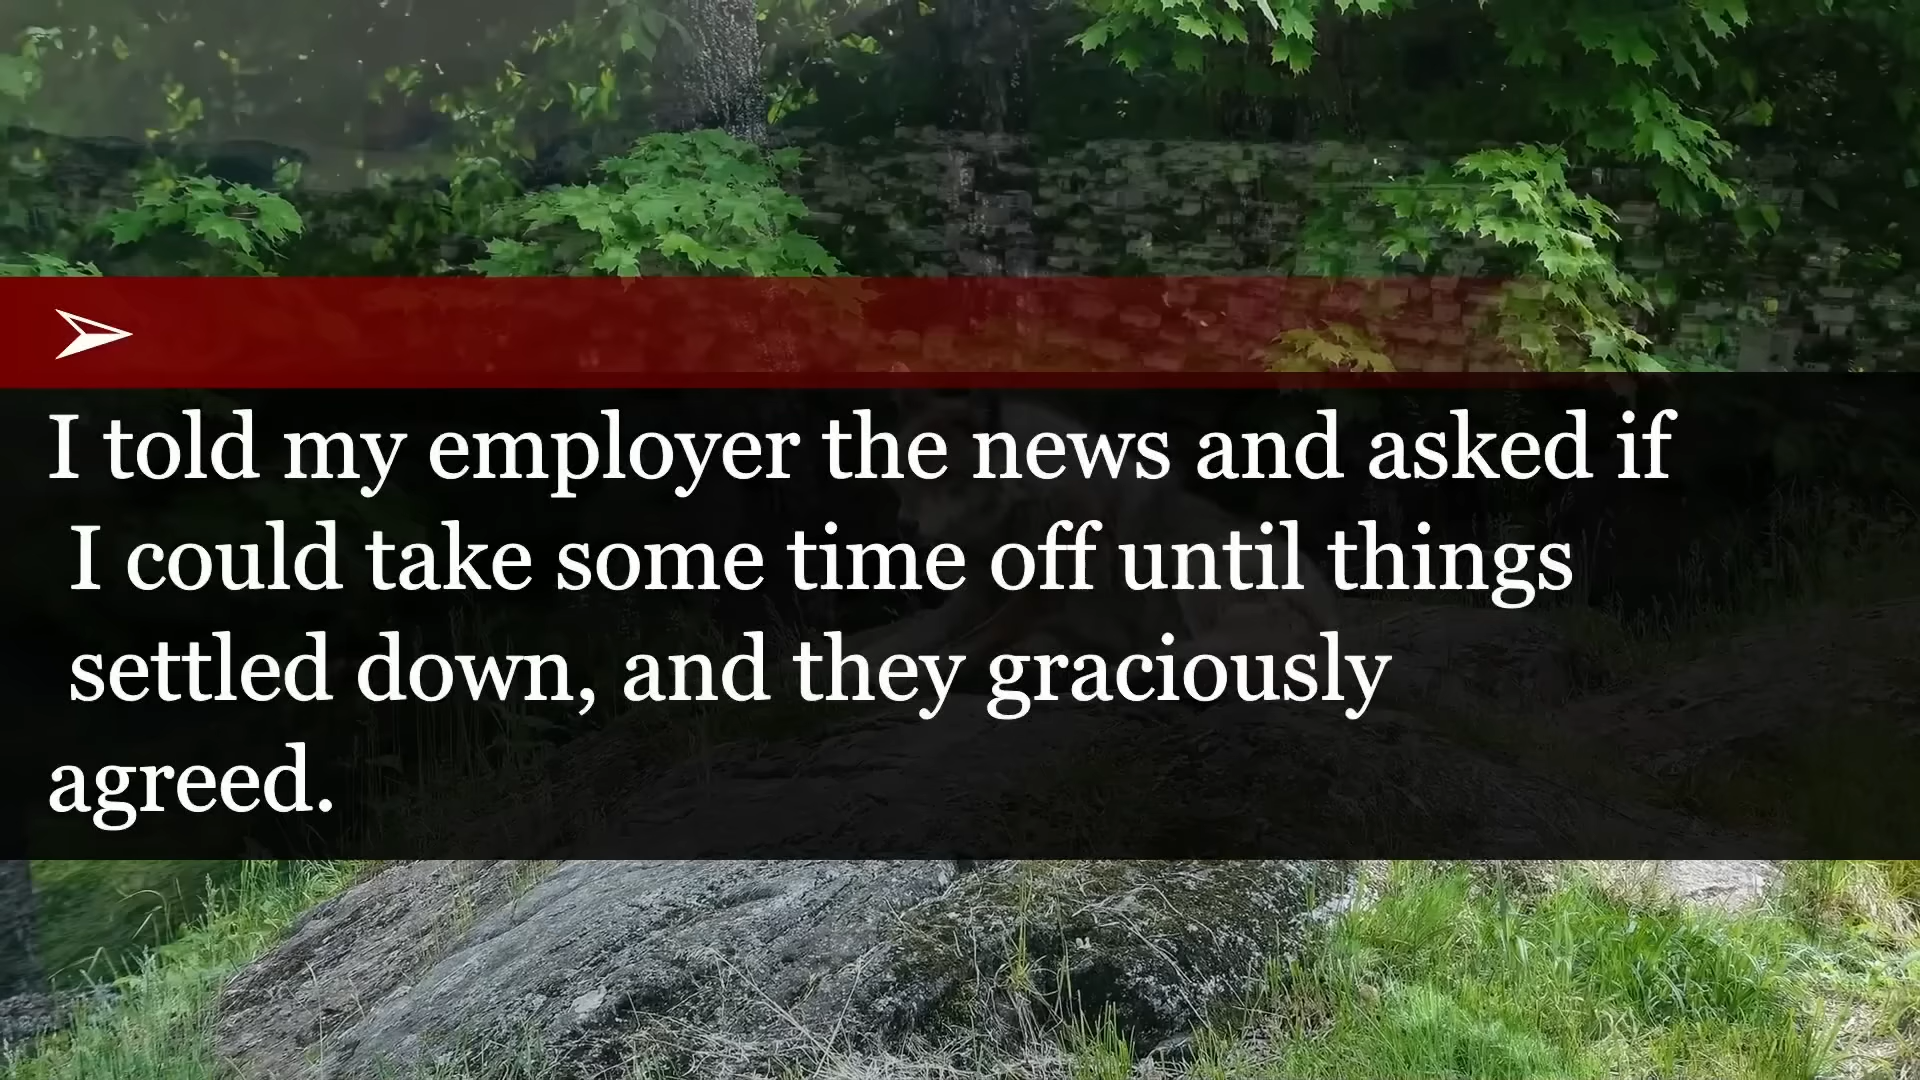 I told my employer the news and asked if
I could take some time off until things
settled down, and they graciously
agreed.